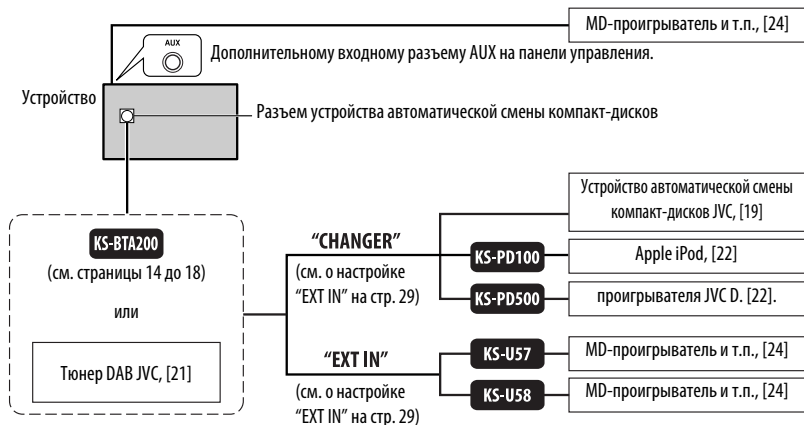 MD-проигрыватель и т.п., [24]
AUX
Дополнительному входному разъему AUX на панели управления.
Устройство
Разъем устройства автоматической смены компакт-дисков
KS-BTA200
(см. страницы 14 до 18)
или
Тюнер DAB JVC, [21]
“CHANGER”
(см. о настройке
“EXT IN” на стр. 29)
Устройство автоматической смены
компакт-дисков JVC, [19]
KS-PD100
Apple iPod, [22]
KS-PD500
проигрывателя JVC D. [22].
“EXT IN”
(см. о настройке
“EXT IN” на стр. 29)
KS-U57
MD-проигрыватель и т.п., [24]
KS-U58
MD-проигрыватель и т.п., [24]